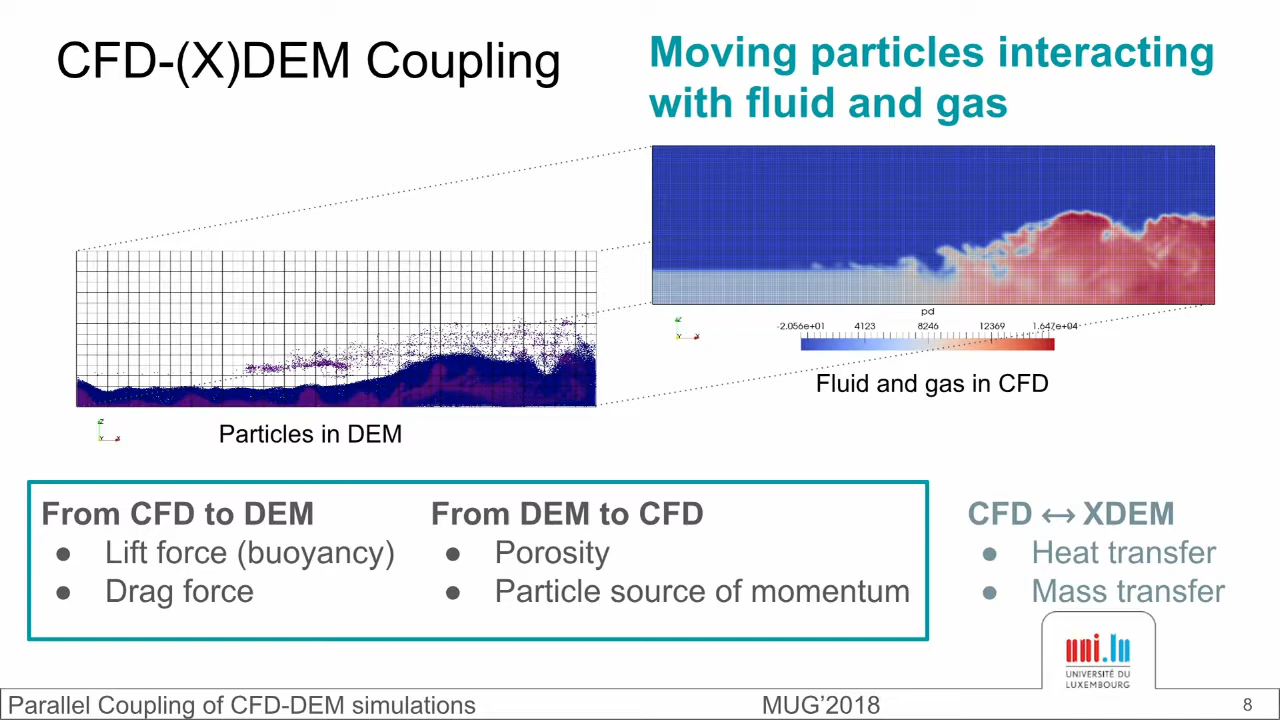 CFD-(X)DEM Coupling
Moving particles interacting
with fluid and gas
pd
-2.056e+01 4123 8246 12369 1.647e+04
Fluid and gas in CFD
Particles in DEM
From CFD to DEM
● Lift force (buoyancy)
● Drag force
From DEM to CFD
● Porosity
● Particle source of momentum
CFD ↔ XDEM
● Heat transfer
● Mass transfer
uni.lu
UNIVERSITÉ DU
LUXEMBOURG
Parallel Coupling of CFD-DEM simulations
MUG’2018
8